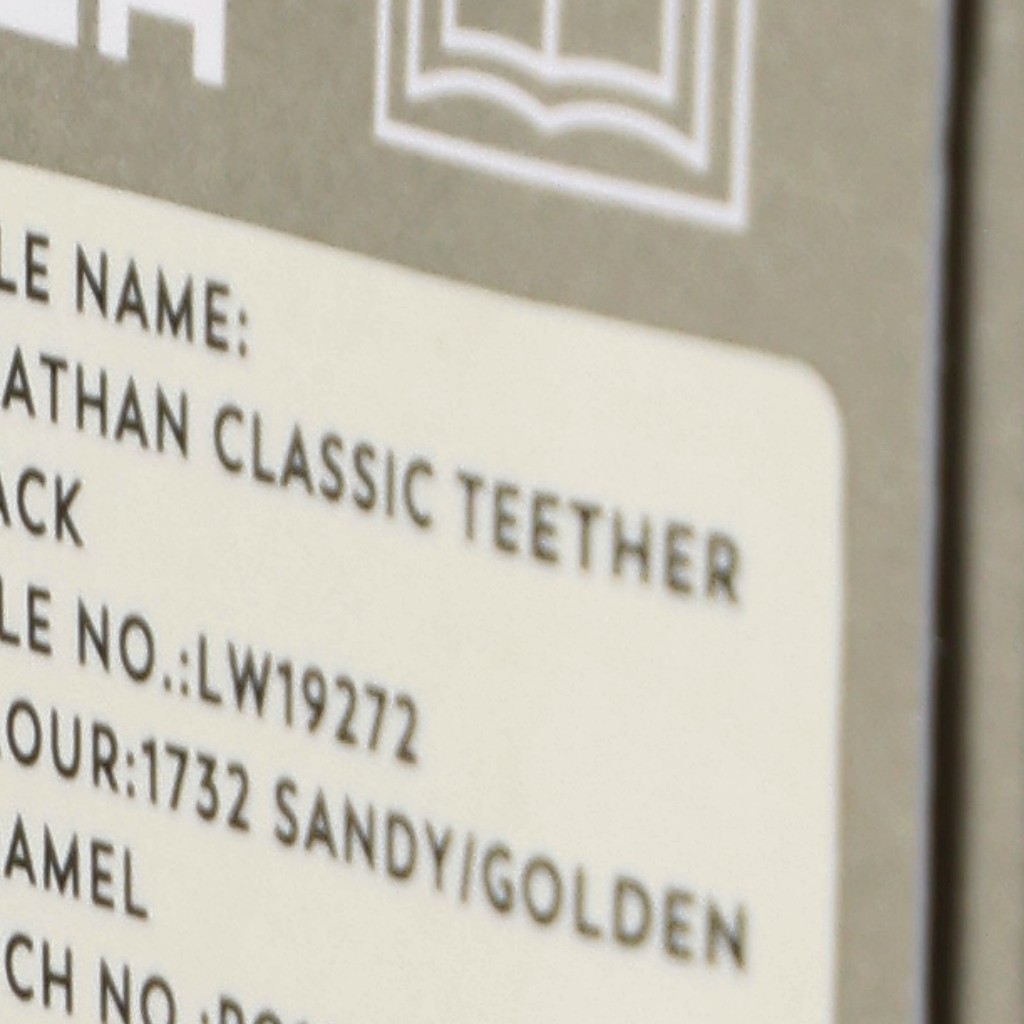 LE NAME:
ATHAN CLASSIC TEETHER
ACK
LE NO.:LW19272
OUR:1732 SANDY/GOLDEN
AMEL
CH NO.: